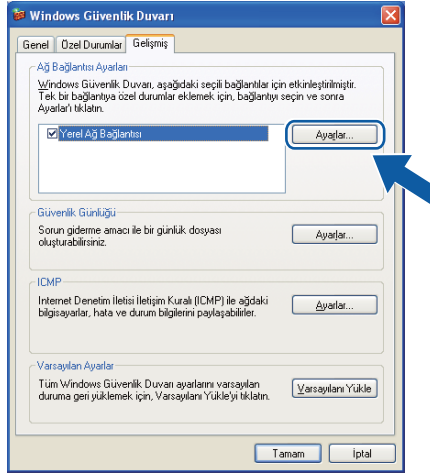 Windows Güvenlik Duvarı
Genel Özel Durumlar Gelişmiş
Ağ Bağlantısı Ayarları
Windows Güvenlik Duvarı, aşağıdaki seçili bağlantılar için etkinleştirilmiştir.
Tek bir bağlantıya özel durumlar eklemek için, bağlantıyı seçin ve sonra
Ayarlar'ı tıklatın.
Yerel Ağ Bağlantısı
Ayarlar...
Güvenlik Günlüğü
Sorun giderme amacı ile bir günlük dosyası
oluşturabilirsiniz.
Ayarlar...
ICMP
Internet Denetim İletisi İletişim Kuralı (ICMP) ile ağdaki
bilgisayarlar, hata ve durum bilgilerini paylaşabilirler.
Ayarlar...
Varsayılan Ayarlar
Tüm Windows Güvenlik Duvarı ayarlarını varsayılan
duruma geri yüklemek için, Varsayılanı Yükle'yi tıklatın.
Varsayılanı Yükle
Tamam İptal